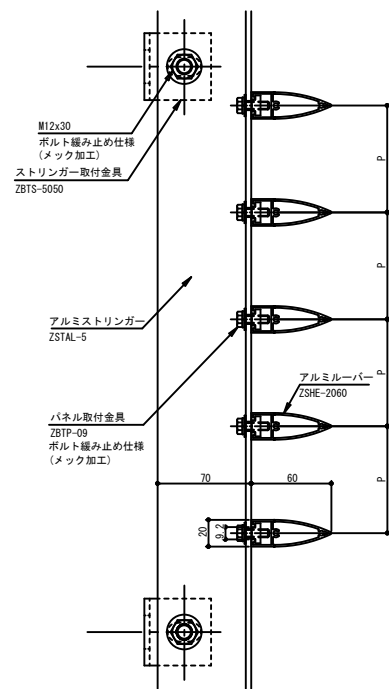 M12x30
ボルト緩み止め仕様
(メック加工)
ストリンガー取付金具
ZBTS-5050
アルミストリンガー
ZSTAL-5
パネル取付金具
ZBTP-09
ボルト緩み止め仕様
(メック加工)
アルミルーバー
ZSHE-2060
P
P
P
P
70
60
20
9.2